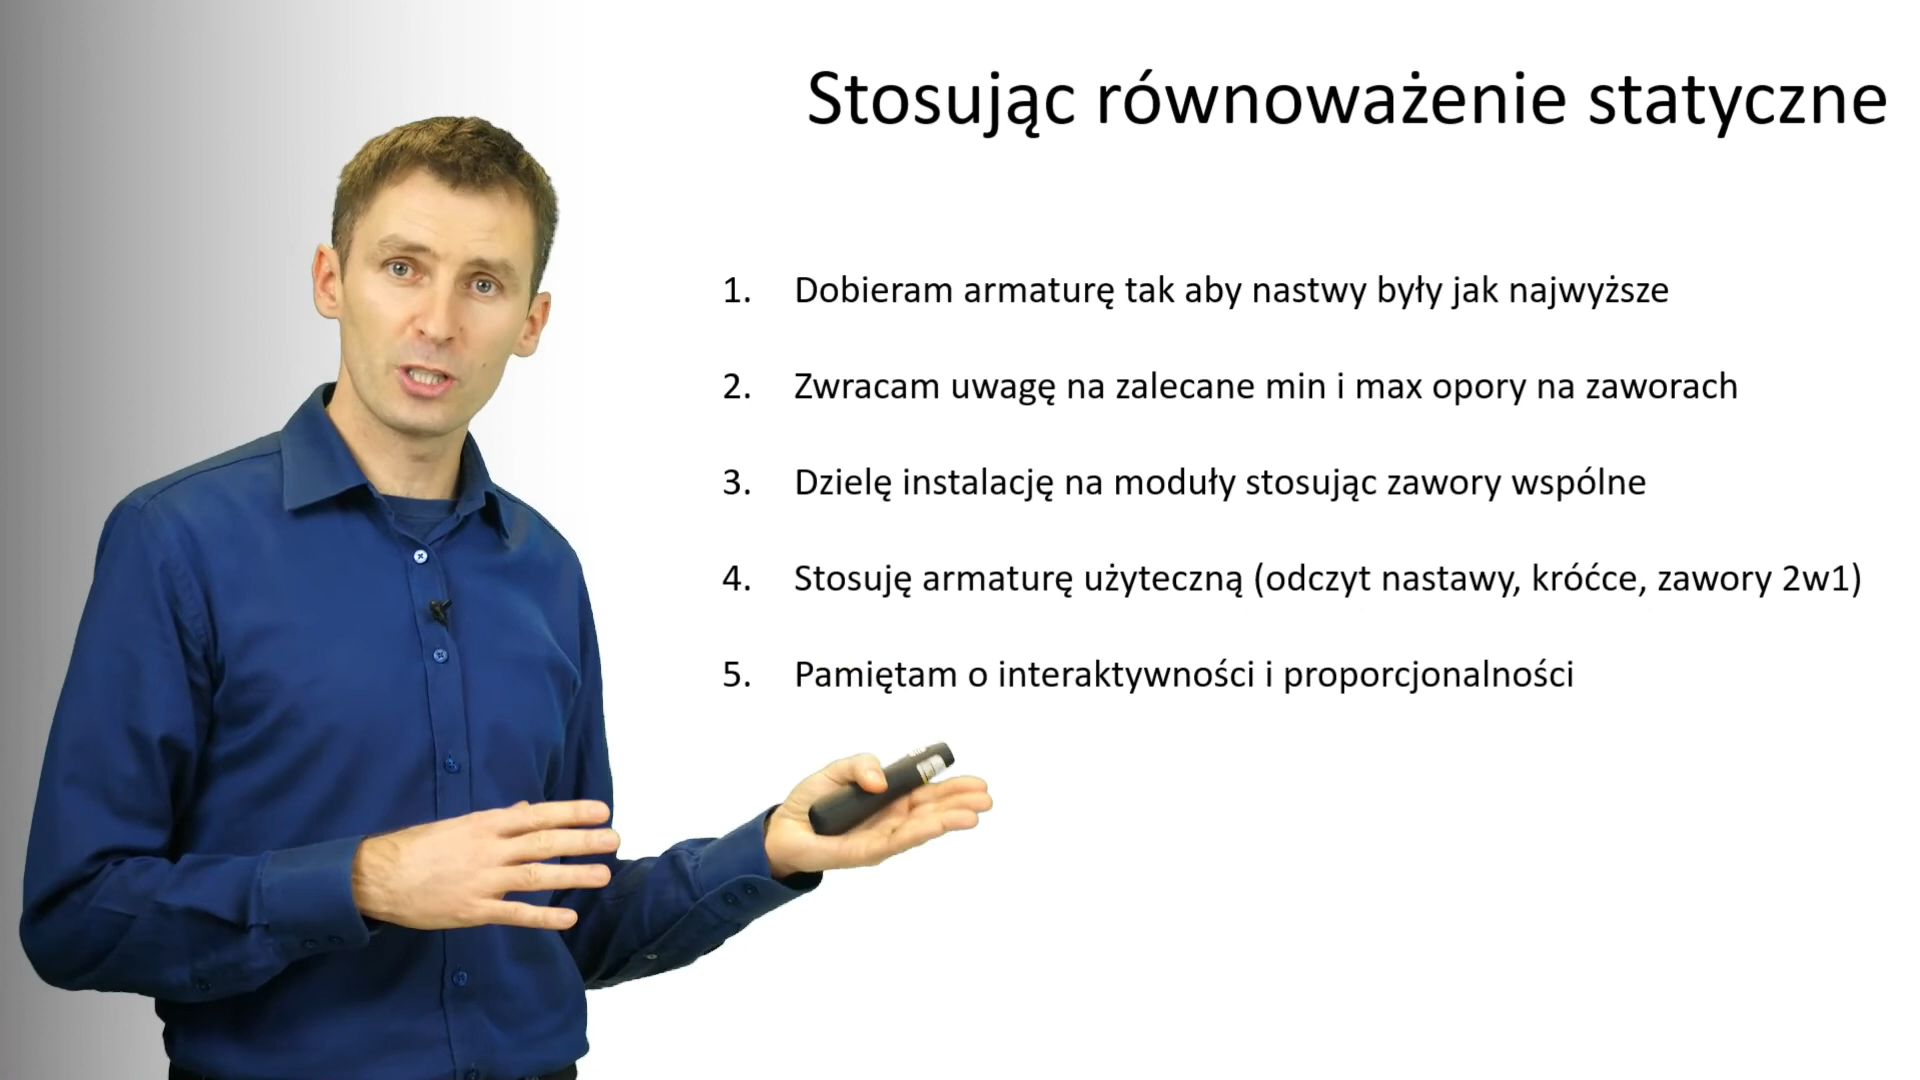 Stosując równoważenie statyczne
1. Dobieram armaturę tak aby nastwy były jak najwyższe
2. Zwracam uwagę na zalecane min i max opory na zaworach
3. Dzielę instalację na moduły stosując zawory wspólne
4. Stosuję armaturę użyteczną (odczyt nastawy, króćce, zawory 2w1)
5. Pamiętam o interaktywności i proporcjonalności